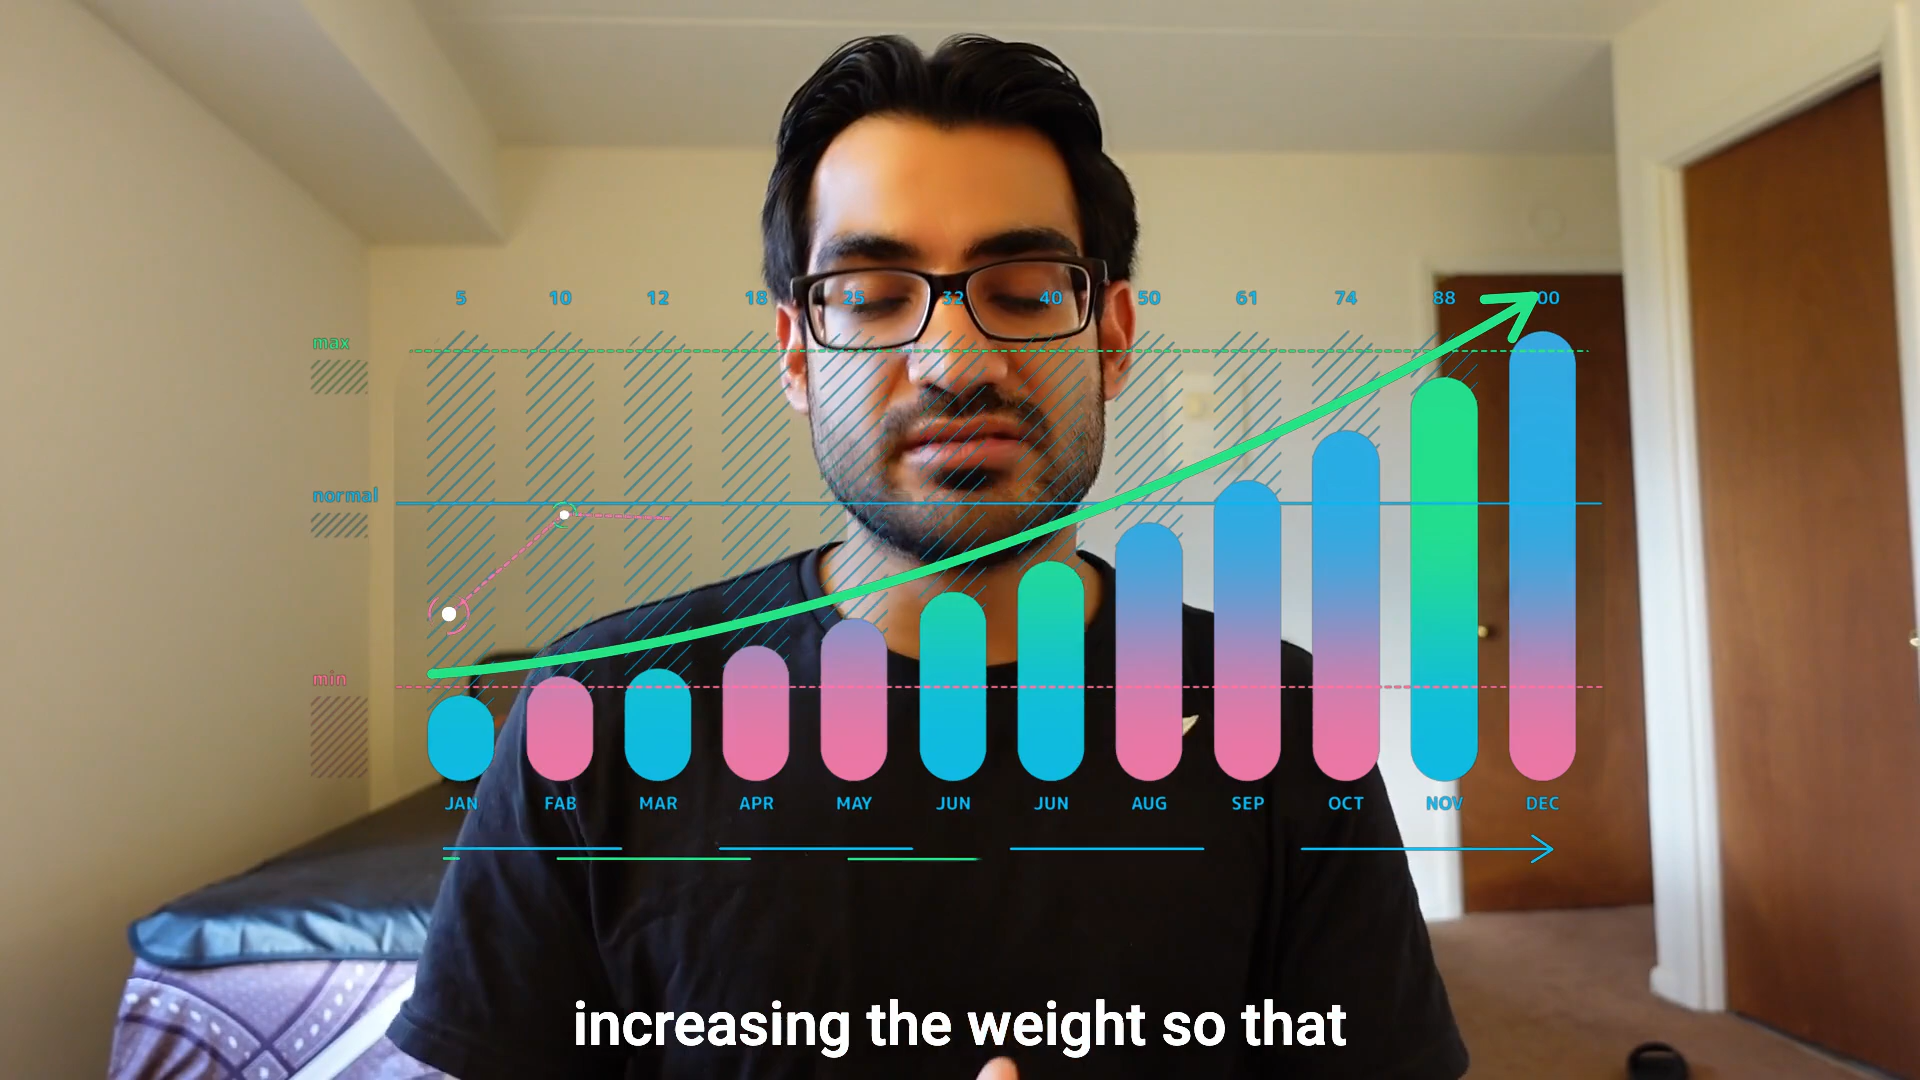 5 10 12 18 25 32 40 50 61 74 88 00
max
normal
min
JAN FAB MAR APR MAY JUN JUN AUG SEP OCT NOV DEC
increasing the weight so that